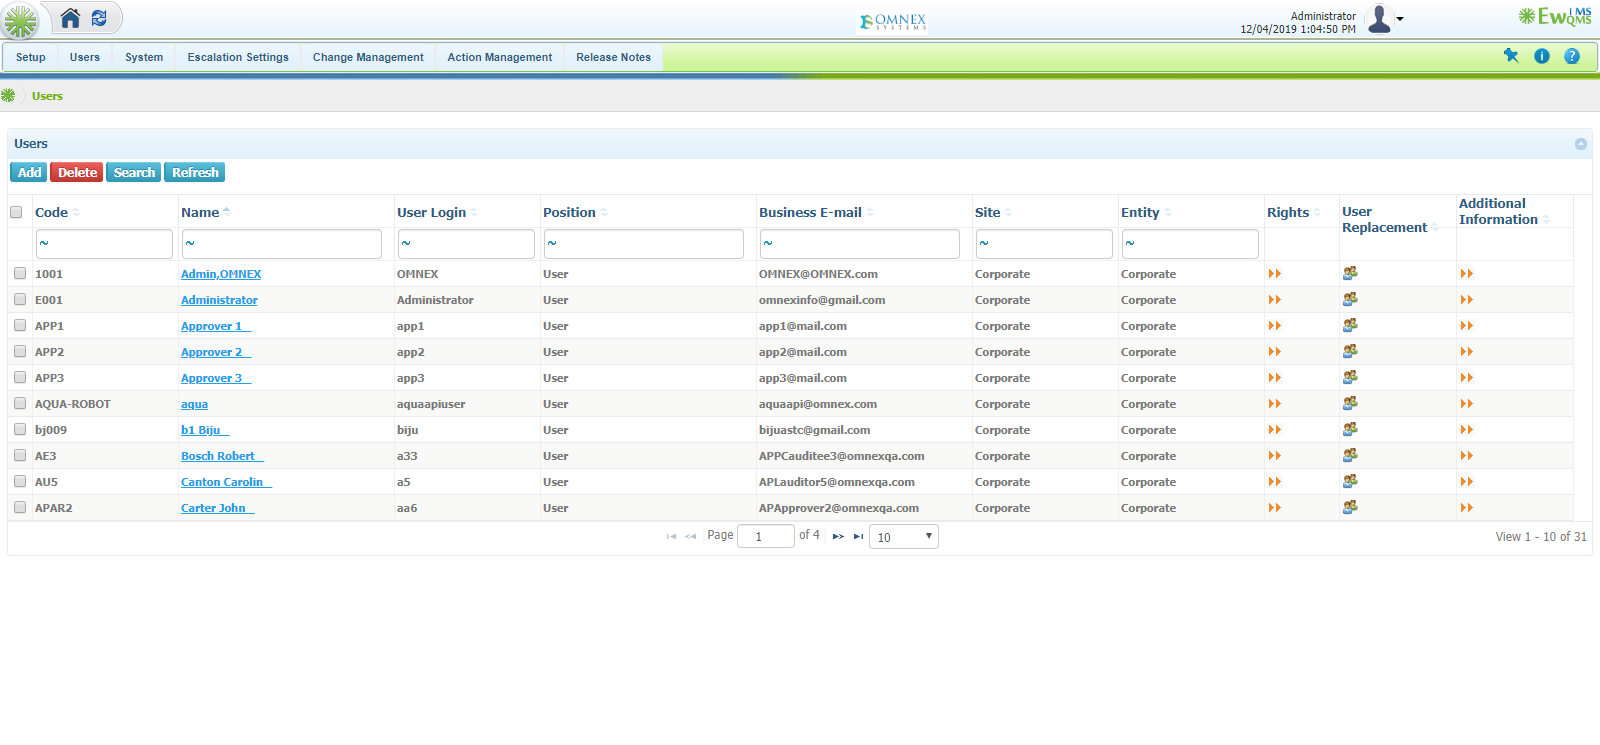 OMNEX
SYSTEMS
Administrator
12/04/2019 1:04:50 PM
EwIMS
QMS
Setup Users System Escalation Settings Change Management Action Management Release Notes
Users
Users
Add Delete Search Refresh
Code Name User Login Position Business E-mail Site Entity Rights User Replacement Additional Information
~ ~ ~ ~ ~ ~ ~
1001 Admin,OMNEX OMNEX User OMNEX@OMNEX.com Corporate Corporate
E001 Administrator Administrator User omnexinfo@gmail.com Corporate Corporate
APP1 Approver 1 app1 User app1@mail.com Corporate Corporate
APP2 Approver 2 app2 User app2@mail.com Corporate Corporate
APP3 Approver 3 app3 User app3@mail.com Corporate Corporate
AQUA-ROBOT aqua aquaapiuser User aquaapi@omnex.com Corporate Corporate
bj009 b1 Biju biju User bijuastc@gmail.com Corporate Corporate
AE3 Bosch Robert a33 User APPCauditee3@omnexqa.com Corporate Corporate
AU5 Canton Carolin a5 User APLauditor5@omnexqa.com Corporate Corporate
APAR2 Carter John aa6 User APApprover2@omnexqa.com Corporate Corporate
Page 1 of 4 10 View 1 - 10 of 31